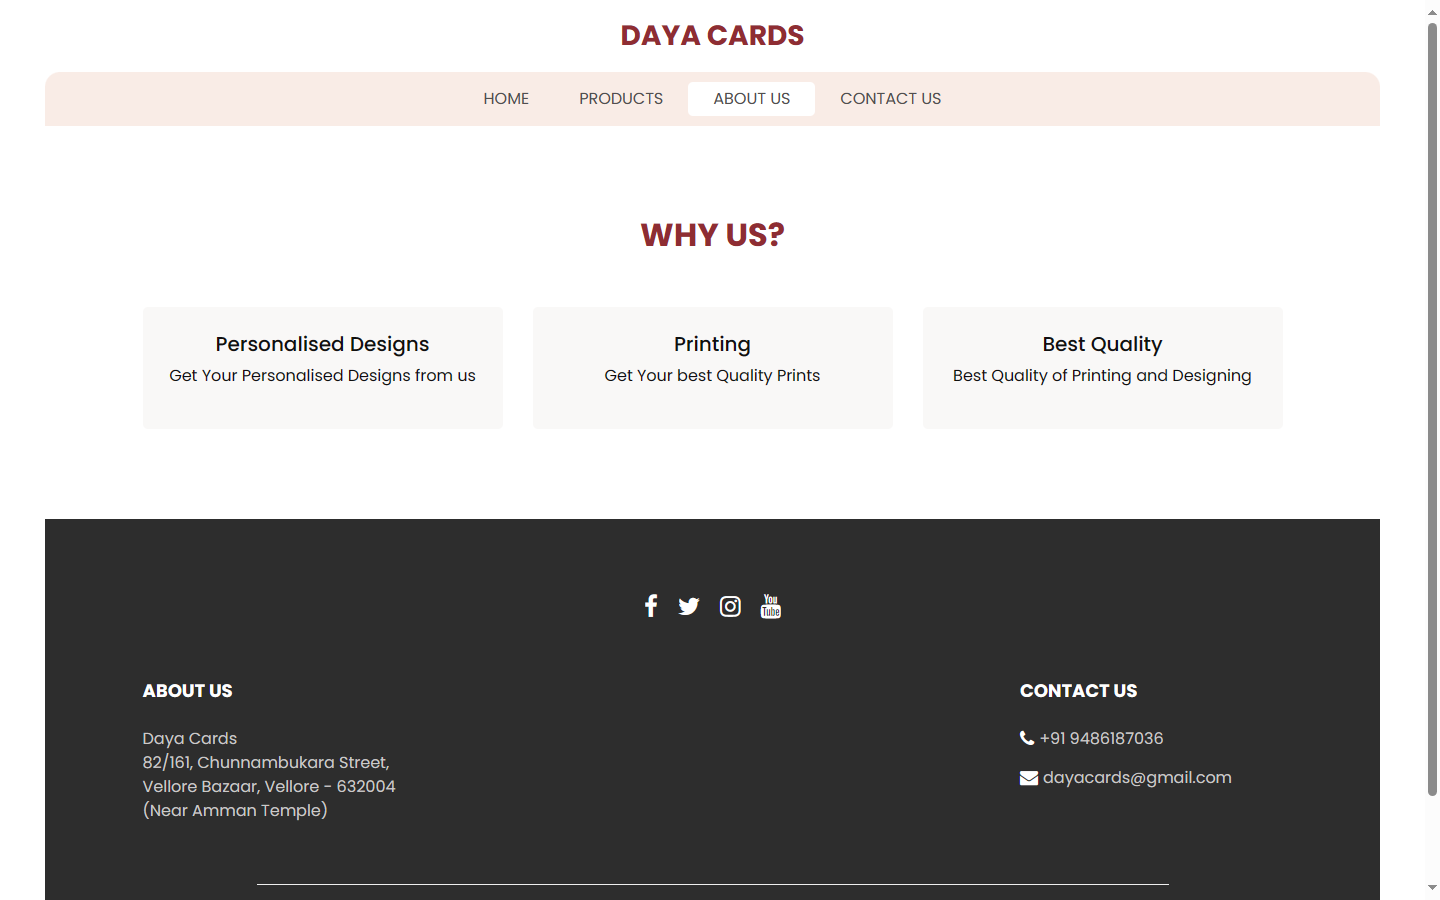 DAYA CARDS
HOME PRODUCTS ABOUT US CONTACT US
WHY US?
Personalised Designs
Get Your Personalised Designs from us
Printing
Get Your best Quality Prints
Best Quality
Best Quality of Printing and Designing
You
Tube
ABOUT US
Daya Cards
82/161, Chunnambukara Street,
Vellore Bazaar, Vellore - 632004
(Near Amman Temple)
CONTACT US
+91 9486187036
dayacards@gmail.com